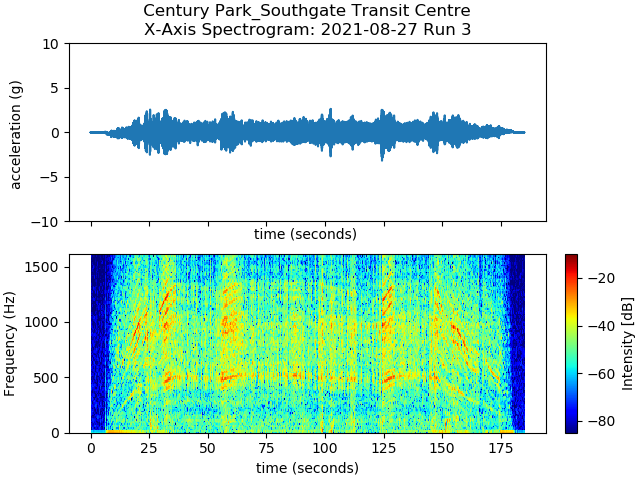 Century Park_Southgate Transit Centre
X-Axis Spectrogram: 2021-08-27 Run 3
10
5
0
−5
−10
acceleration (g)
time (seconds)
1500
1000
500
0
Frequency (Hz)
0 25 50 75 100 125 150 175
time (seconds)
−20
−40
−60
−80
Intensity [dB]